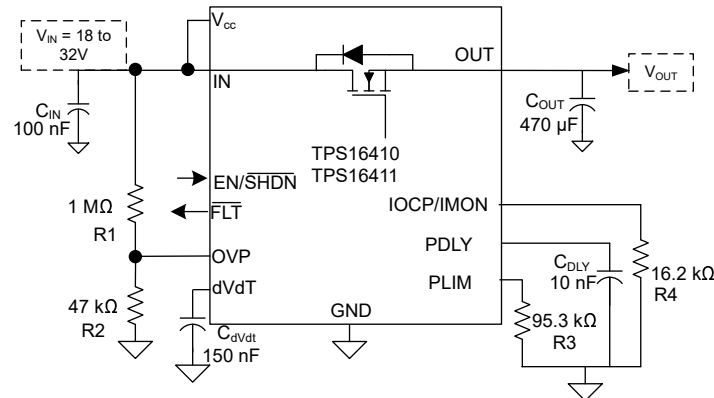 V_IN = 18 to
32V
V_cc
IN
OUT
V_OUT
C_IN
100 nF
C_OUT
470 µF
TPS16410
TPS16411
EN/SHDN
FLT
IOCP/IMON
1 MΩ
R1
OVP
PDLY
C_DLY
10 nF
16.2 kΩ
R4
dVdT
PLIM
47 kΩ
R2
C_dVdt
150 nF
GND
95.3 kΩ
R3